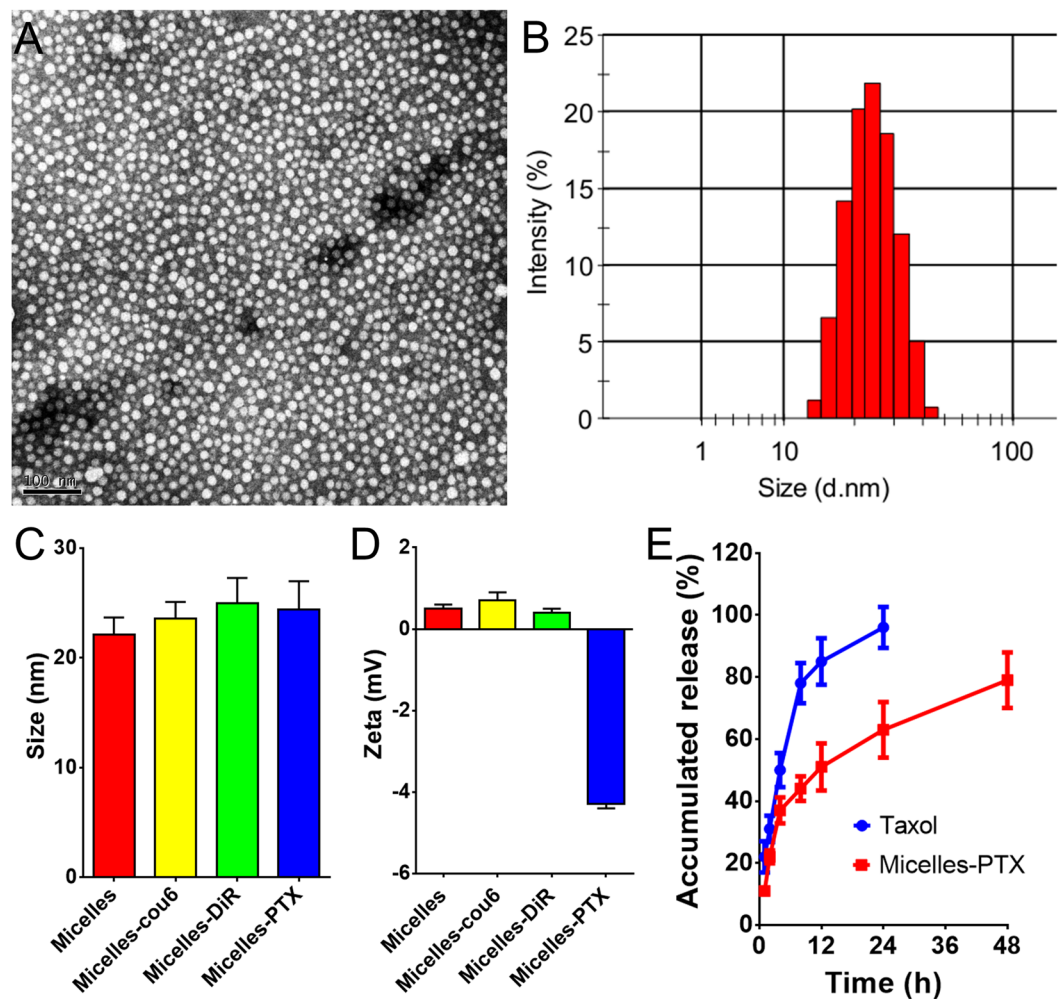 A
100 nm
B
25
20
15
10
5
0
Intensity (%)
1 10 100
Size (d.nm)
C
30
20
10
0
Size (nm)
Micelles
Micelles-cou6
Micelles-DiR
Micelles-PTX
D
2
0
-2
-4
-6
Zeta (mV)
Micelles
Micelles-cou6
Micelles-DiR
Micelles-PTX
E
120
100
80
60
40
20
0
Accumulated release (%)
Taxol
Micelles-PTX
0 12 24 36 48
Time (h)